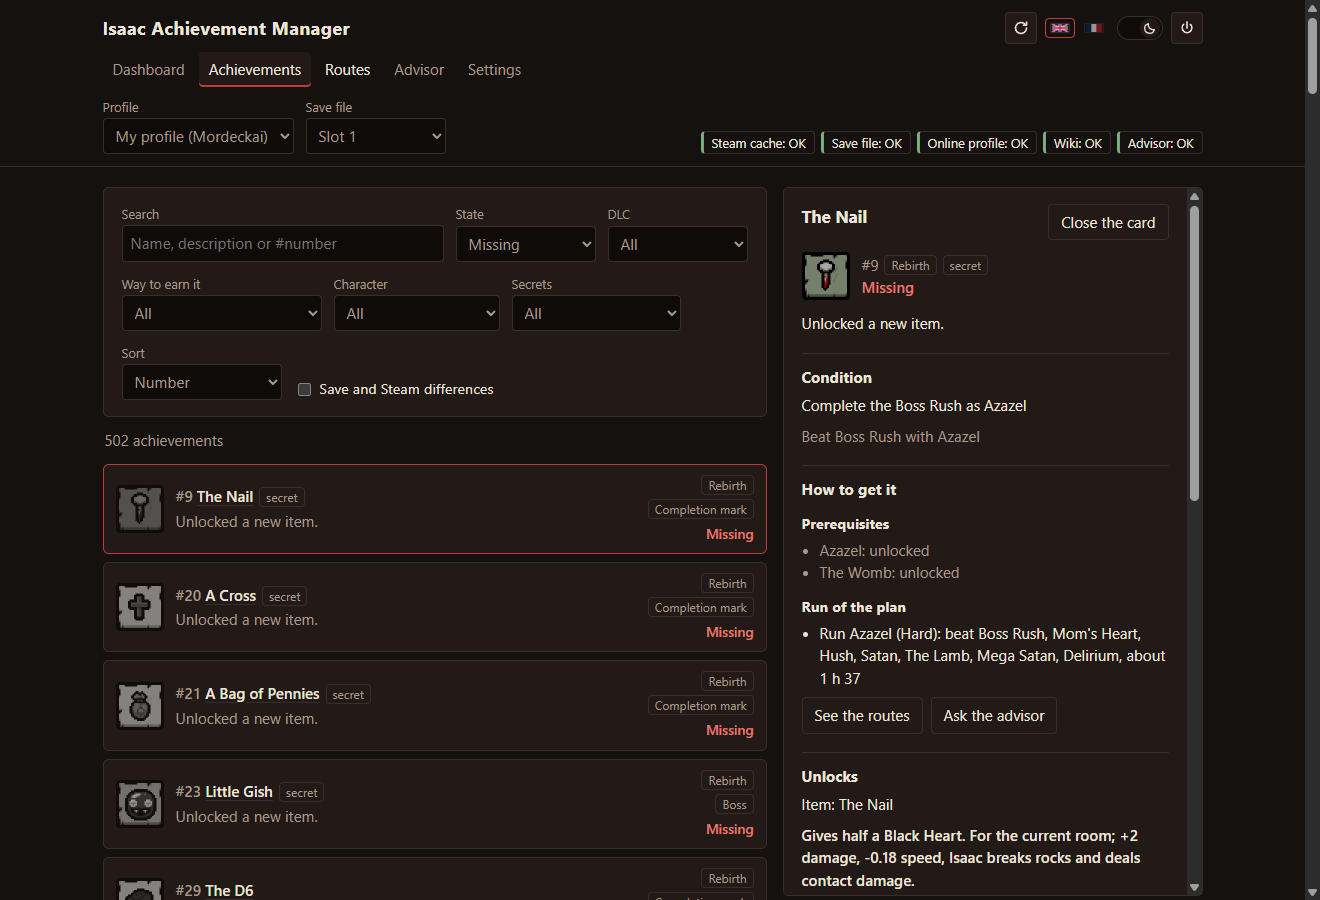 Isaac Achievement Manager
Dashboard Achievements Routes Advisor Settings
Profile Save file
My profile (Mordeckai) Slot 1
Steam cache: OK Save file: OK Online profile: OK Wiki: OK Advisor: OK
Search State DLC
Name, description or #number Missing All
Way to earn it Character Secrets
All All All
Sort
Number Save and Steam differences
502 achievements
#9 The Nail secret
Unlocked a new item.
Rebirth
Completion mark
Missing
#20 A Cross secret
Unlocked a new item.
Rebirth
Completion mark
Missing
#21 A Bag of Pennies secret
Unlocked a new item.
Rebirth
Completion mark
Missing
#23 Little Gish secret
Unlocked a new item.
Rebirth
Boss
Missing
#29 The D6
Rebirth
Completion mark
The Nail
Close the card
#9 Rebirth secret
Missing
Unlocked a new item.
Condition
Complete the Boss Rush as Azazel
Beat Boss Rush with Azazel
How to get it
Prerequisites
• Azazel: unlocked
• The Womb: unlocked
Run of the plan
• Run Azazel (Hard): beat Boss Rush, Mom's Heart,
Hush, Satan, The Lamb, Mega Satan, Delirium, about
1 h 37
See the routes Ask the advisor
Unlocks
Item: The Nail
Gives half a Black Heart. For the current room; +2
damage, -0.18 speed, Isaac breaks rocks and deals
contact damage.